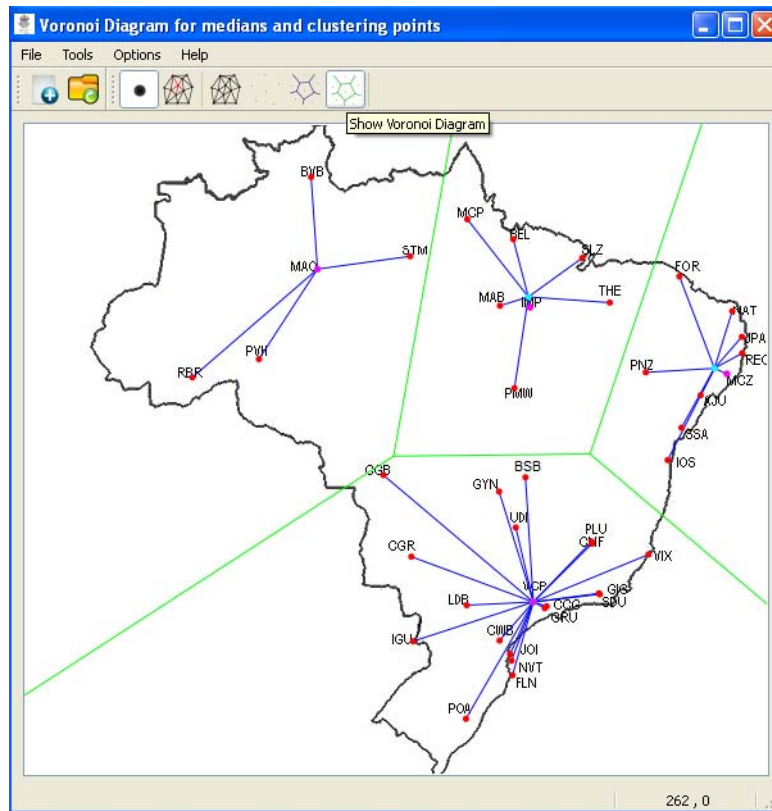 Voronoi Diagram for medians and clustering points
File Tools Options Help
Show Voronoi Diagram
BVB
MCP
BEL
STM
SLZ
MAO
FOR
THE
MAB
IMP
NAT
JPA
PVH
REC
PNZ
RBR
MCZ
PMW
AJU
SSA
IOS
BSB
CGB
GYN
UDI
PLU
CNF
CGR
VIX
VCP
GIG
LDB
CCG
SDU
GRU
CWB
IGU
JOI
NVT
FLN
POA
262 , 0